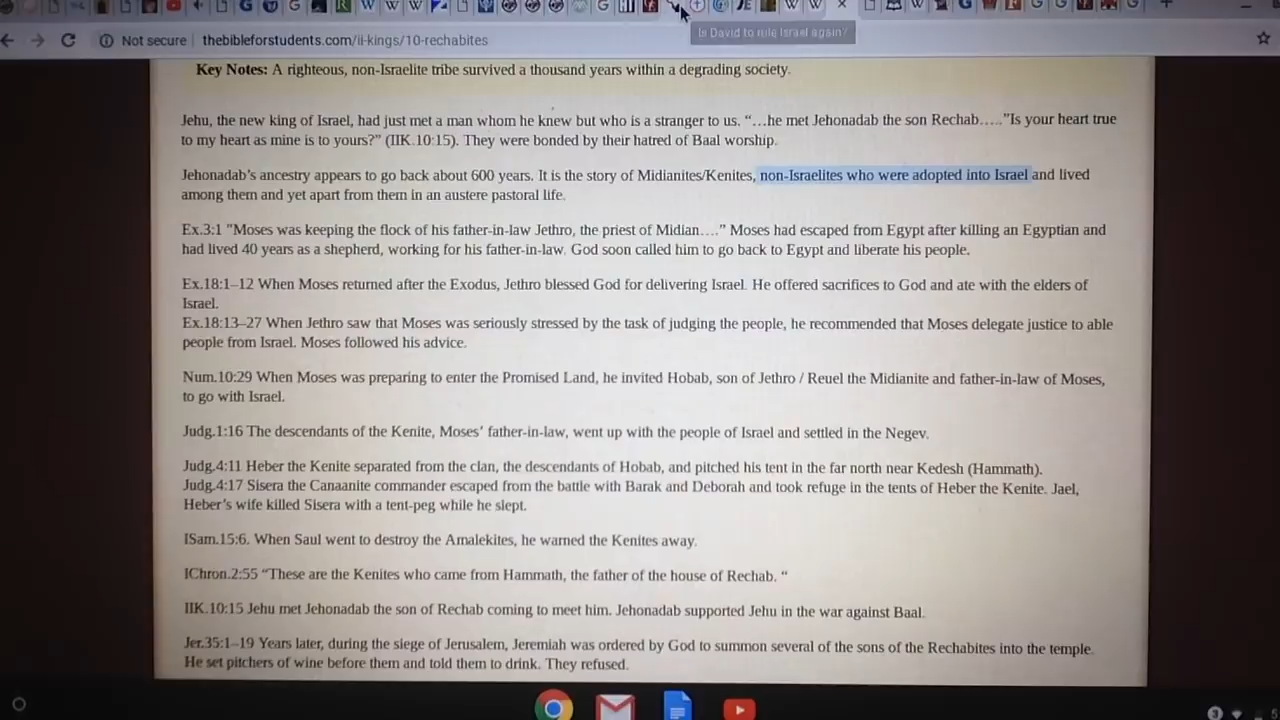 Is David to rule Israel again?
Not secure | thebibleforstudents.com/ii-kings/10-rechabites
Key Notes: A righteous, non-Israelite tribe survived a thousand years within a degrading society.
Jehu, the new king of Israel, had just met a man whom he knew but who is a stranger to us. “…he met Jehonadab the son Rechab…..”Is your heart true
to my heart as mine is to yours?” (IIK.10:15). They were bonded by their hatred of Baal worship.
Jehonadab’s ancestry appears to go back about 600 years. It is the story of Midianites/Kenites, non-Israelites who were adopted into Israel and lived
among them and yet apart from them in an austere pastoral life.
Ex.3:1 "Moses was keeping the flock of his father-in-law Jethro, the priest of Midian….” Moses had escaped from Egypt after killing an Egyptian and
had lived 40 years as a shepherd, working for his father-in-law. God soon called him to go back to Egypt and liberate his people.
Ex.18:1–12 When Moses returned after the Exodus, Jethro blessed God for delivering Israel. He offered sacrifices to God and ate with the elders of
Israel.
Ex.18:13–27 When Jethro saw that Moses was seriously stressed by the task of judging the people, he recommended that Moses delegate justice to able
people from Israel. Moses followed his advice.
Num.10:29 When Moses was preparing to enter the Promised Land, he invited Hobab, son of Jethro / Reuel the Midianite and father-in-law of Moses,
to go with Israel.
Judg.1:16 The descendants of the Kenite, Moses’ father-in-law, went up with the people of Israel and settled in the Negev.
Judg.4:11 Heber the Kenite separated from the clan, the descendants of Hobab, and pitched his tent in the far north near Kedesh (Hammath).
Judg.4:17 Sisera the Canaanite commander escaped from the battle with Barak and Deborah and took refuge in the tents of Heber the Kenite. Jael,
Heber’s wife killed Sisera with a tent-peg while he slept.
ISam.15:6. When Saul went to destroy the Amalekites, he warned the Kenites away.
IChron.2:55 “These are the Kenites who came from Hammath, the father of the house of Rechab. “
IIK.10:15 Jehu met Jehonadab the son of Rechab coming to meet him. Jehonadab supported Jehu in the war against Baal.
Jer.35:1–19 Years later, during the siege of Jerusalem, Jeremiah was ordered by God to summon several of the sons of the Rechabites into the temple.
He set pitchers of wine before them and told them to drink. They refused.